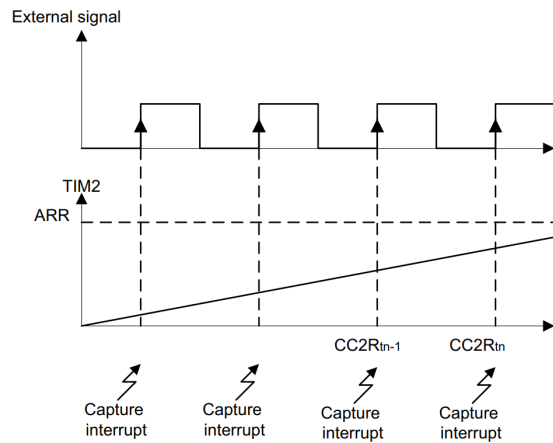 External signal
TIM2
ARR
CC2Rtn-1
CC2Rtn
Capture
interrupt
Capture
interrupt
Capture
interrupt
Capture
interrupt